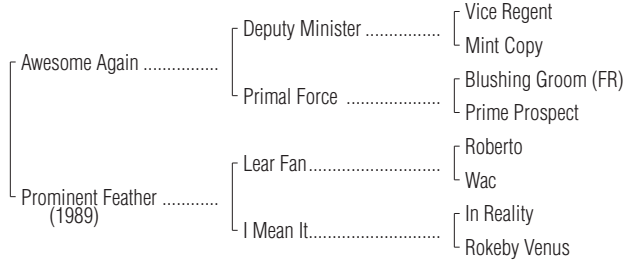 Vice Regent
Deputy Minister ..................
Mint Copy
Awesome Again ...............
Blushing Groom (FR)
Primal Force ......................
Prime Prospect
Roberto
Lear Fan...............................
Wac
Prominent Feather ............
(1989)
In Reality
I Mean It...............................
Rokeby Venus